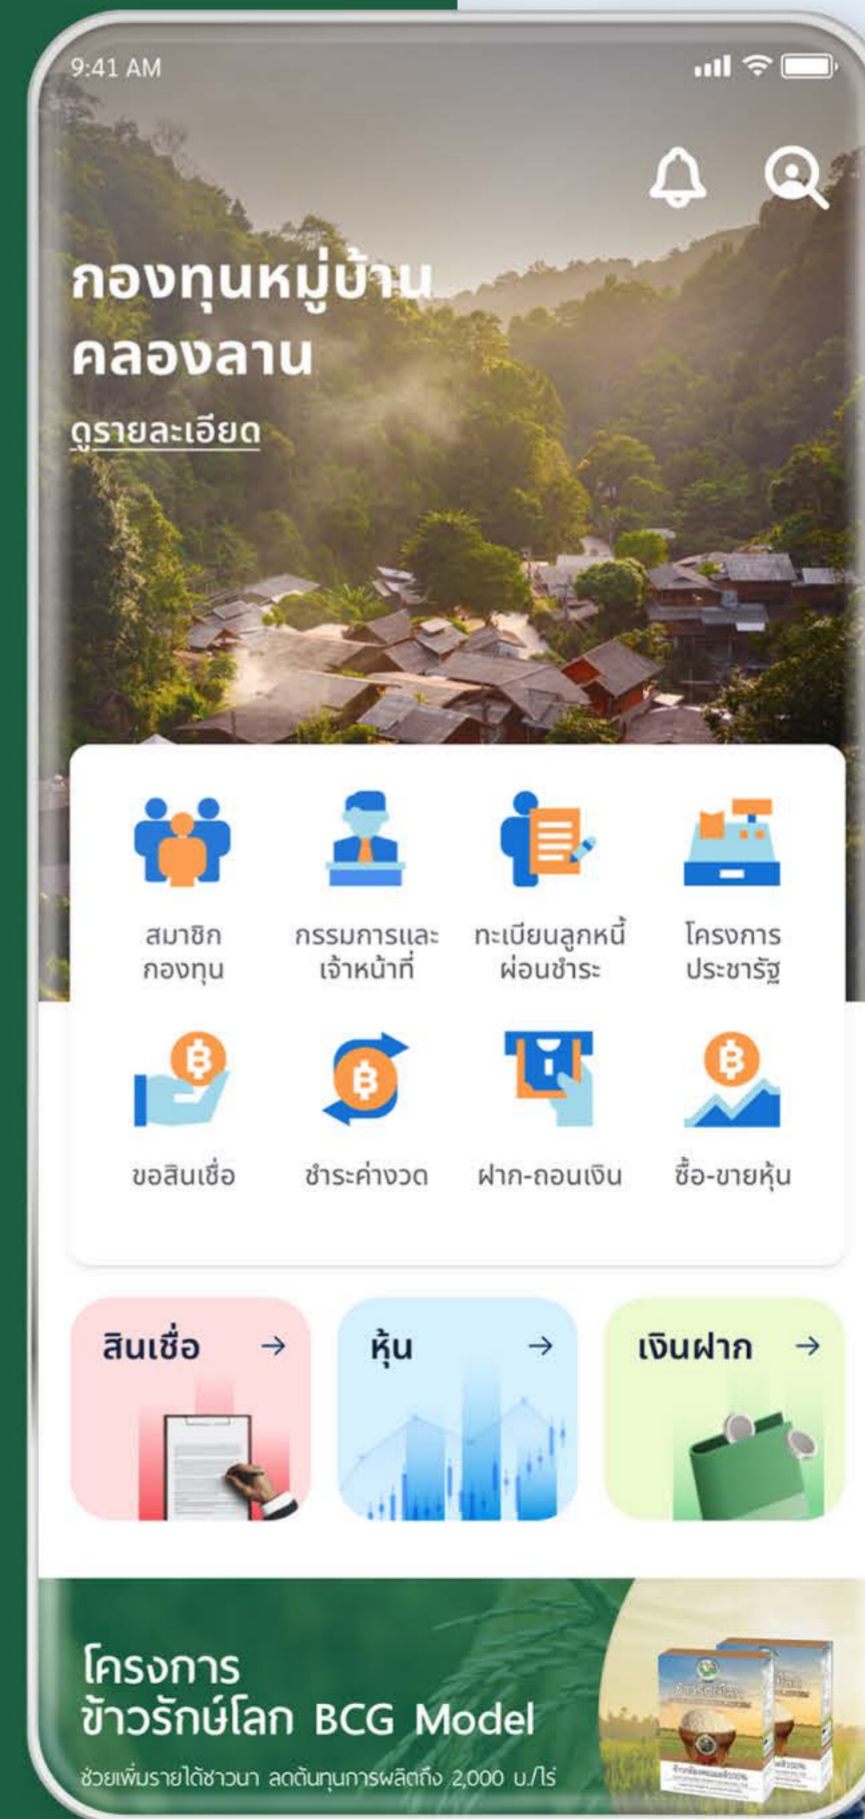 9:41 AM
กองทุนหมู่บ้าน
คลองลาน
ดูรายละเอียด
สมาชิก
กองทุน
กรรมการและ
เจ้าหน้าที่
ทะเบียนลูกหนี้
ผ่อนชำระ
โครงการ
ประชารัฐ
ขอสินเชื่อ
ชำระค่างวด
ฝาก-ถอนเงิน
ซื้อ-ขายหุ้น
สินเชื่อ →
หุ้น →
เงินฝาก →
โครงการ
ข้าวรักษ์โลก BCG Model
ช่วยเพิ่มรายได้ชาวนา ลดต้นทุนการผลิตถึง 2,000 บ./ไร่
ข้าวรักษ์โลก